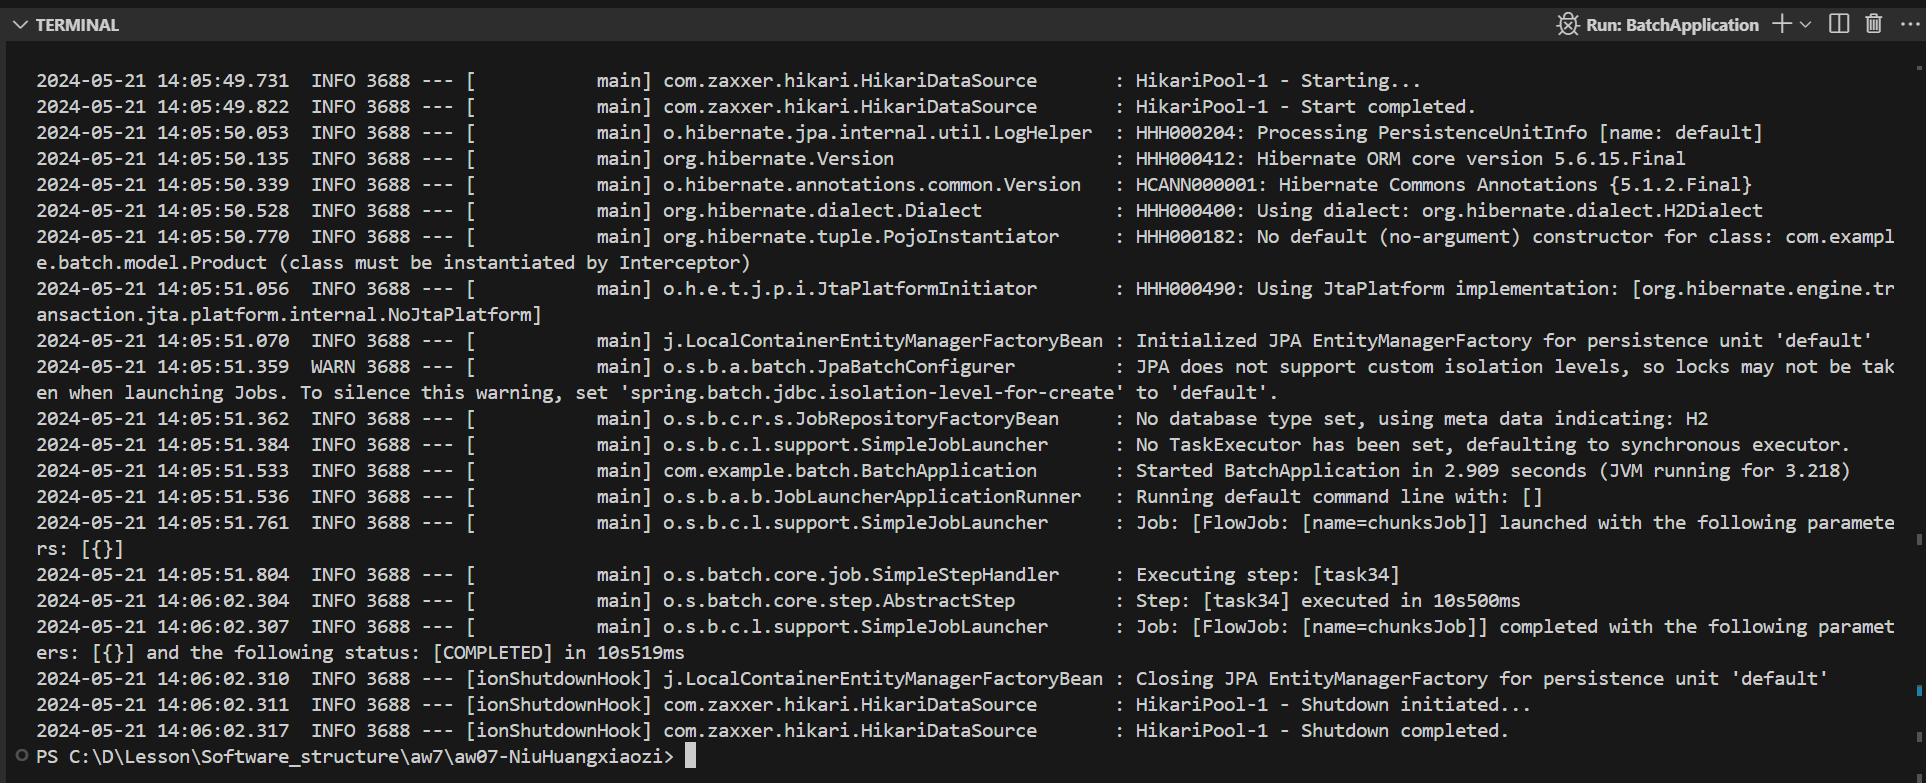 TERMINAL
Run: BatchApplication
2024-05-21 14:05:49.731  INFO 3688 --- [           main] com.zaxxer.hikari.HikariDataSource       : HikariPool-1 - Starting...
2024-05-21 14:05:49.822  INFO 3688 --- [           main] com.zaxxer.hikari.HikariDataSource       : HikariPool-1 - Start completed.
2024-05-21 14:05:50.053  INFO 3688 --- [           main] o.hibernate.jpa.internal.util.LogHelper  : HHH000204: Processing PersistenceUnitInfo [name: default]
2024-05-21 14:05:50.135  INFO 3688 --- [           main] org.hibernate.Version                    : HHH000412: Hibernate ORM core version 5.6.15.Final
2024-05-21 14:05:50.339  INFO 3688 --- [           main] o.hibernate.annotations.common.Version   : HCANN000001: Hibernate Commons Annotations {5.1.2.Final}
2024-05-21 14:05:50.528  INFO 3688 --- [           main] org.hibernate.dialect.Dialect            : HHH000400: Using dialect: org.hibernate.dialect.H2Dialect
2024-05-21 14:05:50.770  INFO 3688 --- [           main] org.hibernate.tuple.PojoInstantiator     : HHH000182: No default (no-argument) constructor for class: com.exampl
e.batch.model.Product (class must be instantiated by Interceptor)
2024-05-21 14:05:51.056  INFO 3688 --- [           main] o.h.e.t.j.p.i.JtaPlatformInitiator       : HHH000490: Using JtaPlatform implementation: [org.hibernate.engine.tr
ansaction.jta.platform.internal.NoJtaPlatform]
2024-05-21 14:05:51.070  INFO 3688 --- [           main] j.LocalContainerEntityManagerFactoryBean : Initialized JPA EntityManagerFactory for persistence unit 'default'
2024-05-21 14:05:51.359  WARN 3688 --- [           main] o.s.b.a.batch.JpaBatchConfigurer         : JPA does not support custom isolation levels, so locks may not be tak
en when launching Jobs. To silence this warning, set 'spring.batch.jdbc.isolation-level-for-create' to 'default'.
2024-05-21 14:05:51.362  INFO 3688 --- [           main] o.s.b.c.r.s.JobRepositoryFactoryBean     : No database type set, using meta data indicating: H2
2024-05-21 14:05:51.384  INFO 3688 --- [           main] o.s.b.c.l.support.SimpleJobLauncher      : No TaskExecutor has been set, defaulting to synchronous executor.
2024-05-21 14:05:51.533  INFO 3688 --- [           main] com.example.batch.BatchApplication       : Started BatchApplication in 2.909 seconds (JVM running for 3.218)
2024-05-21 14:05:51.536  INFO 3688 --- [           main] o.s.b.a.b.JobLauncherApplicationRunner   : Running default command line with: []
2024-05-21 14:05:51.761  INFO 3688 --- [           main] o.s.b.c.l.support.SimpleJobLauncher      : Job: [FlowJob: [name=chunksJob]] launched with the following paramete
rs: [{}]
2024-05-21 14:05:51.804  INFO 3688 --- [           main] o.s.batch.core.job.SimpleStepHandler     : Executing step: [task34]
2024-05-21 14:06:02.304  INFO 3688 --- [           main] o.s.batch.core.step.AbstractStep         : Step: [task34] executed in 10s500ms
2024-05-21 14:06:02.307  INFO 3688 --- [           main] o.s.b.c.l.support.SimpleJobLauncher      : Job: [FlowJob: [name=chunksJob]] completed with the following paramet
ers: [{}] and the following status: [COMPLETED] in 10s519ms
2024-05-21 14:06:02.310  INFO 3688 --- [ionShutdownHook] j.LocalContainerEntityManagerFactoryBean : Closing JPA EntityManagerFactory for persistence unit 'default'
2024-05-21 14:06:02.311  INFO 3688 --- [ionShutdownHook] com.zaxxer.hikari.HikariDataSource       : HikariPool-1 - Shutdown initiated...
2024-05-21 14:06:02.317  INFO 3688 --- [ionShutdownHook] com.zaxxer.hikari.HikariDataSource       : HikariPool-1 - Shutdown completed.
PS C:\D\Lesson\Software_structure\aw7\aw07-NiuHuangxiaozi>